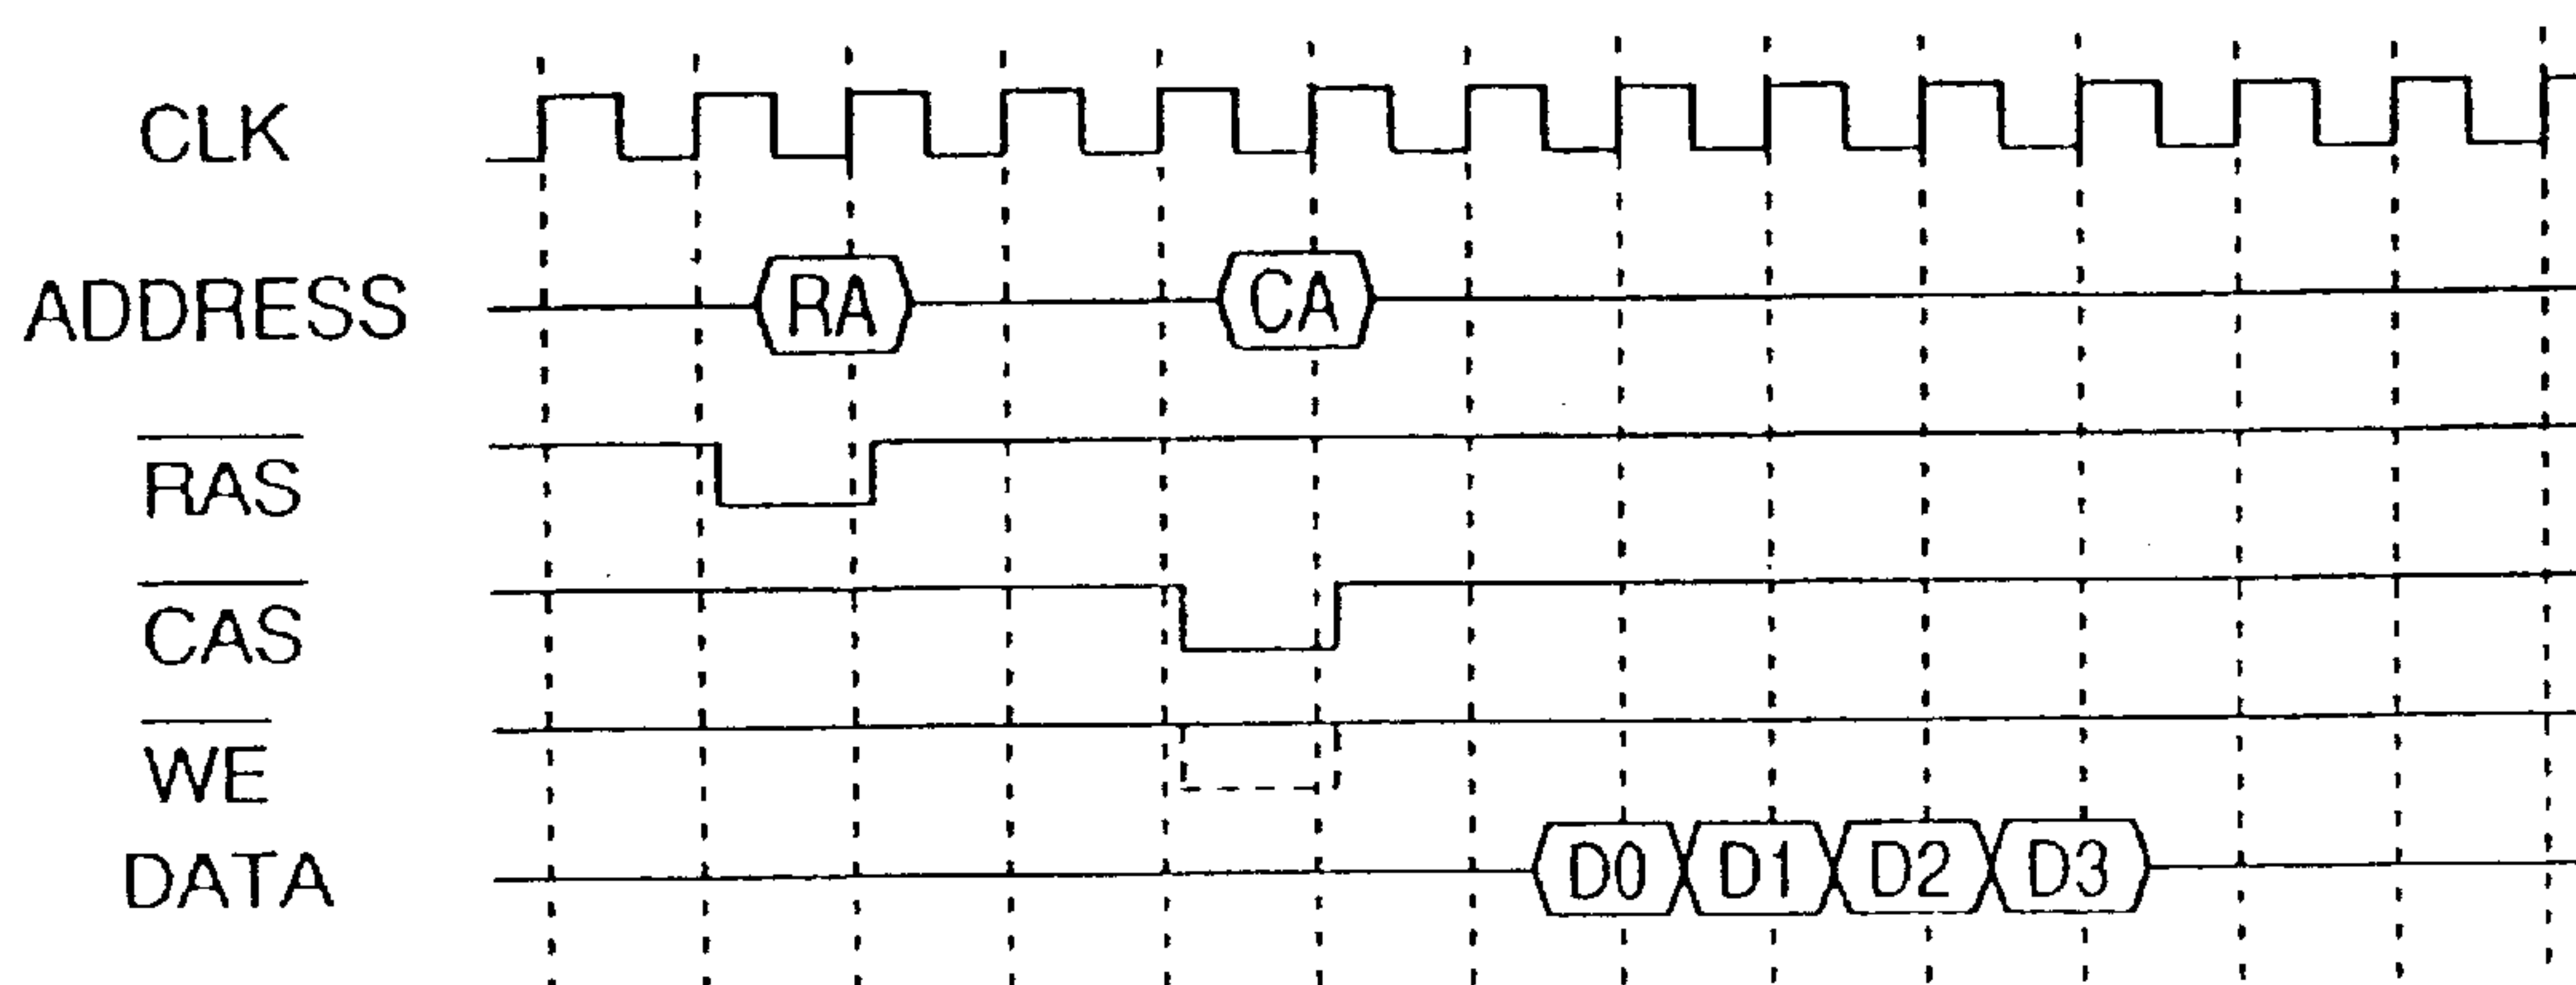 CLK
ADDRESS RA CA
RAS
CAS
WE
DATA D0 D1 D2 D3